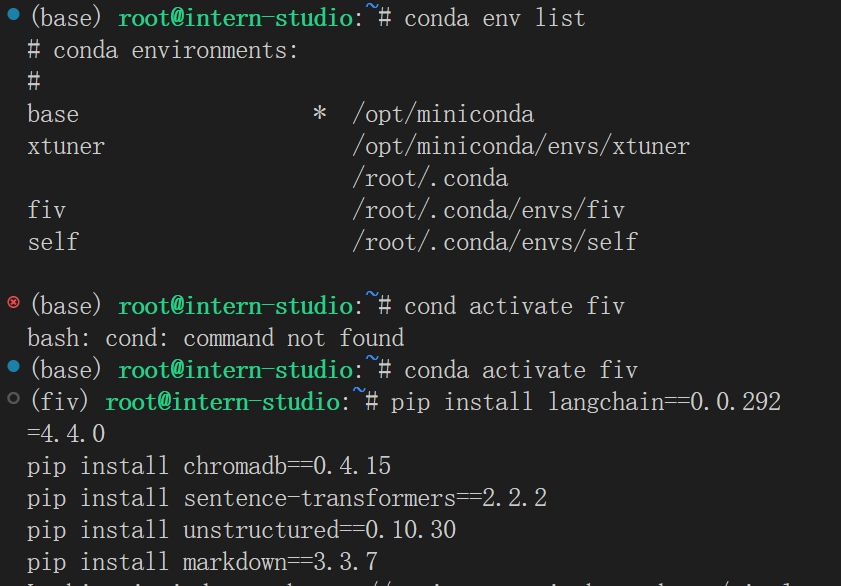 (base) root@intern-studio:~# conda env list
# conda environments:
#
base                  *  /opt/miniconda
xtuner                   /opt/miniconda/envs/xtuner
                         /root/.conda
fiv                      /root/.conda/envs/fiv
self                     /root/.conda/envs/self
(base) root@intern-studio:~# cond activate fiv
bash: cond: command not found
(base) root@intern-studio:~# conda activate fiv
(fiv) root@intern-studio:~# pip install langchain==0.0.292
=4.4.0
pip install chromadb==0.4.15
pip install sentence-transformers==2.2.2
pip install unstructured==0.10.30
pip install markdown==3.3.7